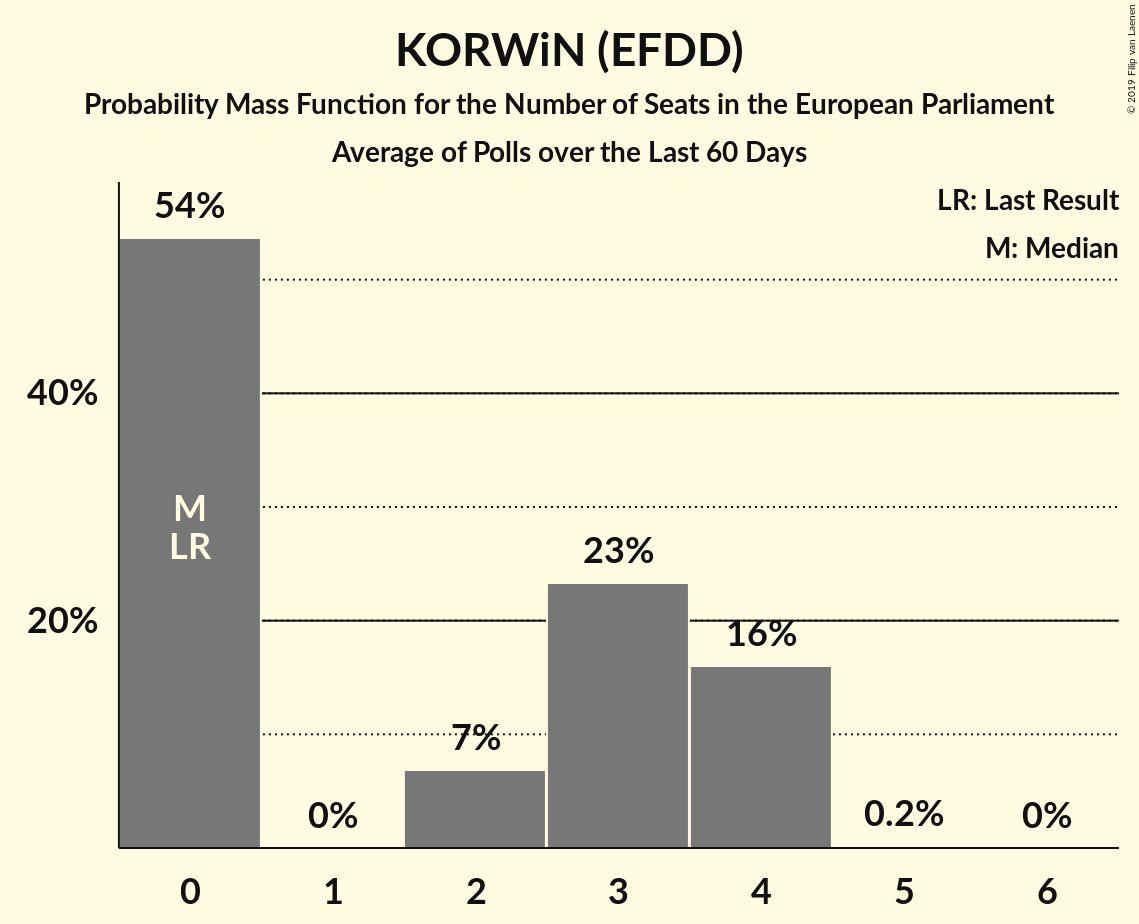 KORWiN (EFDD)
Probability Mass Function for the Number of Seats in the European Parliament
Average of Polls over the Last 60 Days
© 2019 Filip van Laenen
LR: Last Result
M: Median
54%
40%
M
LR
23%
20%
16%
7%
0%
0.2%
0%
0 1 2 3 4 5 6